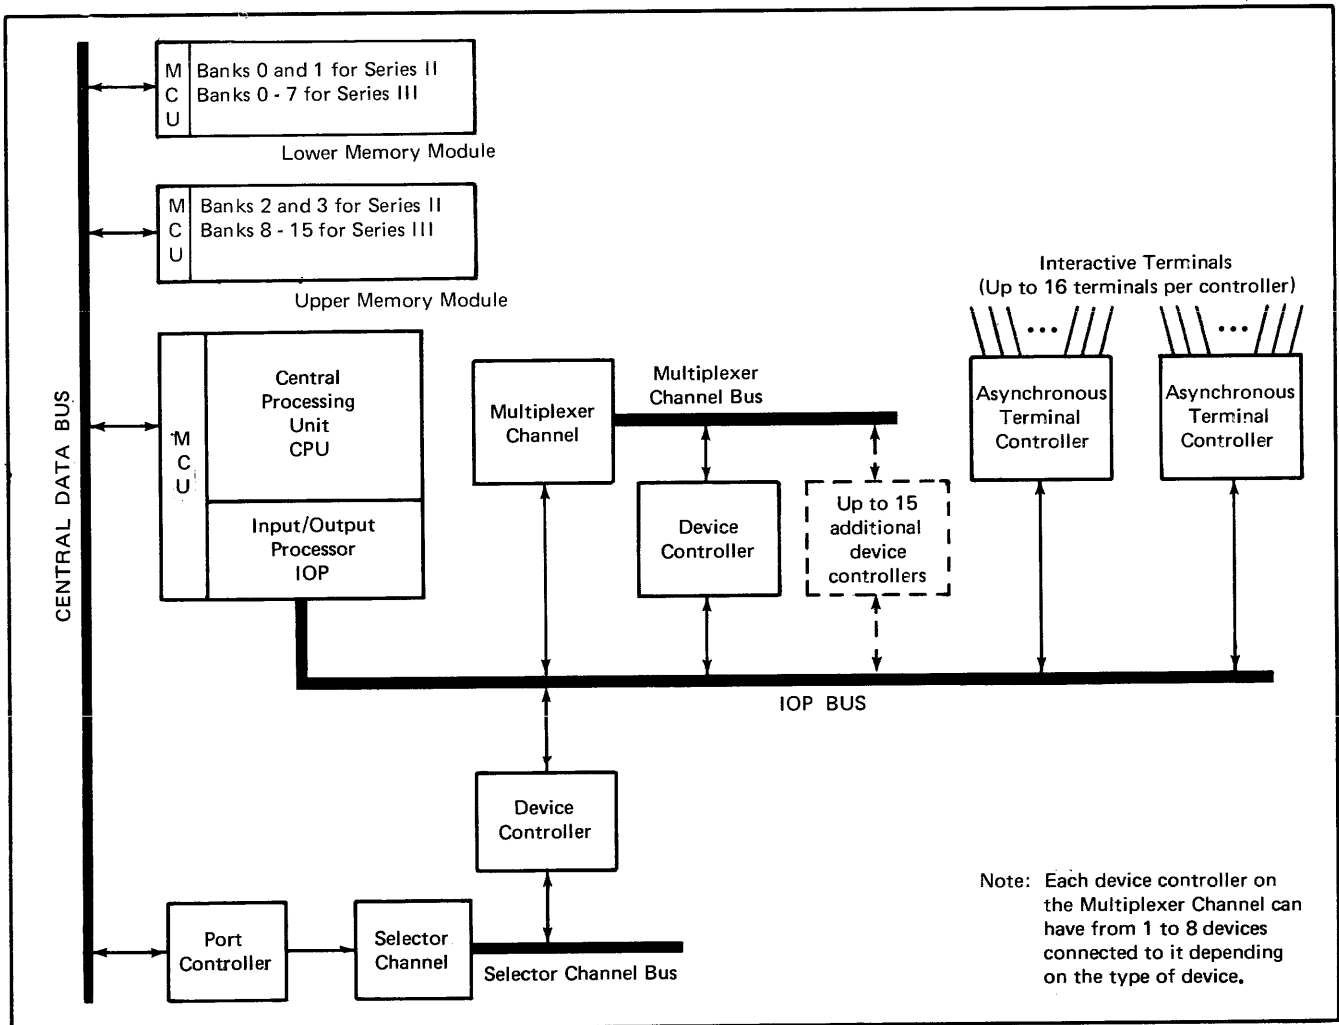 CENTRAL DATA BUS
M
C
U
Banks 0 and 1 for Series II
Banks 0 - 7 for Series III
Lower Memory Module
M
C
U
Banks 2 and 3 for Series II
Banks 8 - 15 for Series III
Upper Memory Module
M
C
U
Central
Processing
Unit
CPU
Input/Output
Processor
IOP
Multiplexer
Channel
Multiplexer
Channel Bus
Device
Controller
Up to 15
additional
device
controllers
Interactive Terminals
(Up to 16 terminals per controller)
•••
•••
Asynchronous
Terminal
Controller
Asynchronous
Terminal
Controller
IOP BUS
Device
Controller
Port
Controller
Selector
Channel
Selector Channel Bus
Note: Each device controller on
the Multiplexer Channel can
have from 1 to 8 devices
connected to it depending
on the type of device.